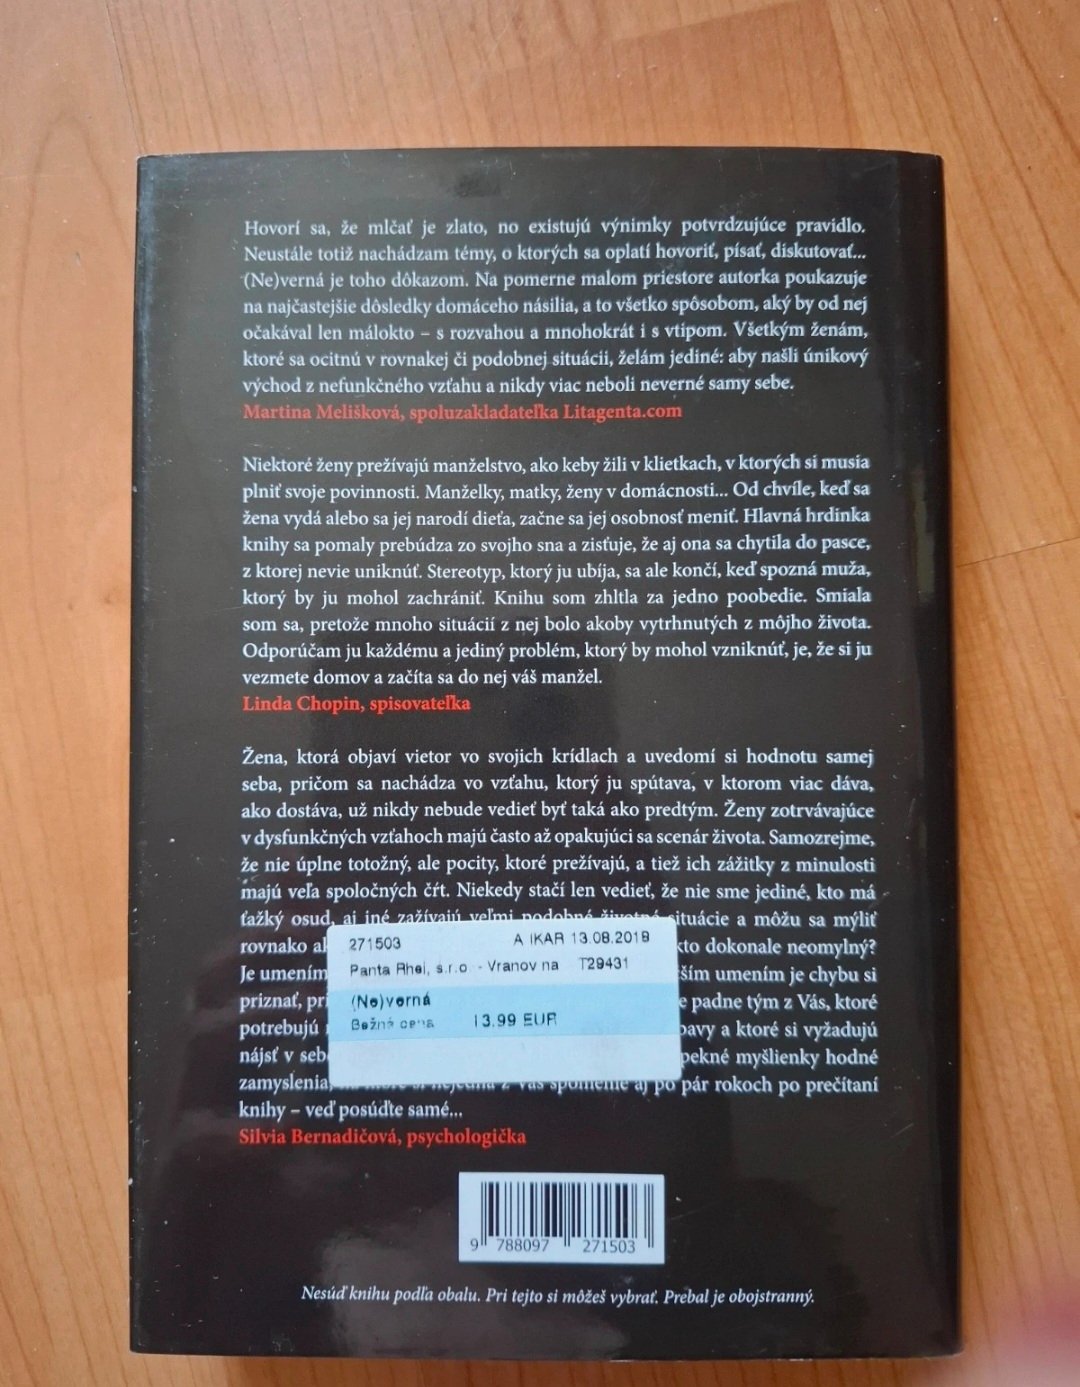 Hovorí sa, že mlčať je zlato, no existujú výnimky potvrdzujúce pravidlo.
Neustále totiž nachádzam témy, o ktorých sa oplatí hovoriť, písať, diskutovať...
(Ne)verná je toho dôkazom. Na pomerne malom priestore autorka poukazuje
na najčastejšie dôsledky domáceho násilia, a to všetko spôsobom, aký by od nej
očakával len málokto – s rozvahou a mnohokrát i s vtipom. Všetkým ženám,
ktoré sa ocitnú v rovnakej či podobnej situácii, želám jediné: aby našli únikový
východ z nefunkčného vzťahu a nikdy viac neboli neverné samy sebe.
Martina Melišková, spoluzakladateľka Litagenta.com
Niektoré ženy prežívajú manželstvo, ako keby žili v klietkach, v ktorých si musia
plniť svoje povinnosti. Manželky, matky, ženy v domácnosti... Od chvíle, keď sa
žena vydá alebo sa jej narodí dieťa, začne sa jej osobnosť meniť. Hlavná hrdinka
knihy sa pomaly prebúdza zo svojho sna a zisťuje, že aj ona sa chytila do pasce,
z ktorej nevie uniknúť. Stereotyp, ktorý ju ubíja, sa ale končí, keď spozná muža,
ktorý by ju mohol zachrániť. Knihu som zhltla za jedno poobedie. Smiala
som sa, pretože mnoho situácií z nej bolo akoby vytrhnutých z môjho života.
Odporúčam ju každému a jediný problém, ktorý by mohol vzniknúť, je, že si ju
vezmete domov a začíta sa do nej váš manžel.
Linda Chopin, spisovateľka
Žena, ktorá objaví vietor vo svojich krídlach a uvedomí si hodnotu samej
seba, pričom sa nachádza vo vzťahu, ktorý ju spútava, v ktorom viac dáva,
ako dostáva, už nikdy nebude vedieť byť taká ako predtým. Ženy zotrvávajúce
v dysfunkčných vzťahoch majú často až opakujúci sa scenár života. Samozrejme,
že nie úplne totožný, ale pocity, ktoré prežívajú, a tiež ich zážitky z minulosti
majú veľa spoločných čŕt. Niekedy stačí len vedieť, že nie sme jediné, kto má
ťažký osud, aj iné zažívajú veľmi podobné životné situácie a môžu sa mýliť
rovnako kto dokonale neomylný?
Je umením umením je chybu si
priznať, padne tým z Vás, ktoré
potrebujú a ktoré si vyžadujú
nájsť v pekné myšlienky hodné
zamyslenia, si nejedna z Vás spomenie aj po pár rokoch po prečítaní
knihy – veď posúďte samé...
Silvia Bernadičová, psychologička
271503 A IKAR 13.08.2018
Panta Rhei, s.r.o. - Vranov na T29431
(Ne)verná
Bežná cena 13.99 EUR
9 788097 271503
Nesúď knihu podľa obalu. Pri tejto si môžeš vybrať. Prebal je obojstranný.